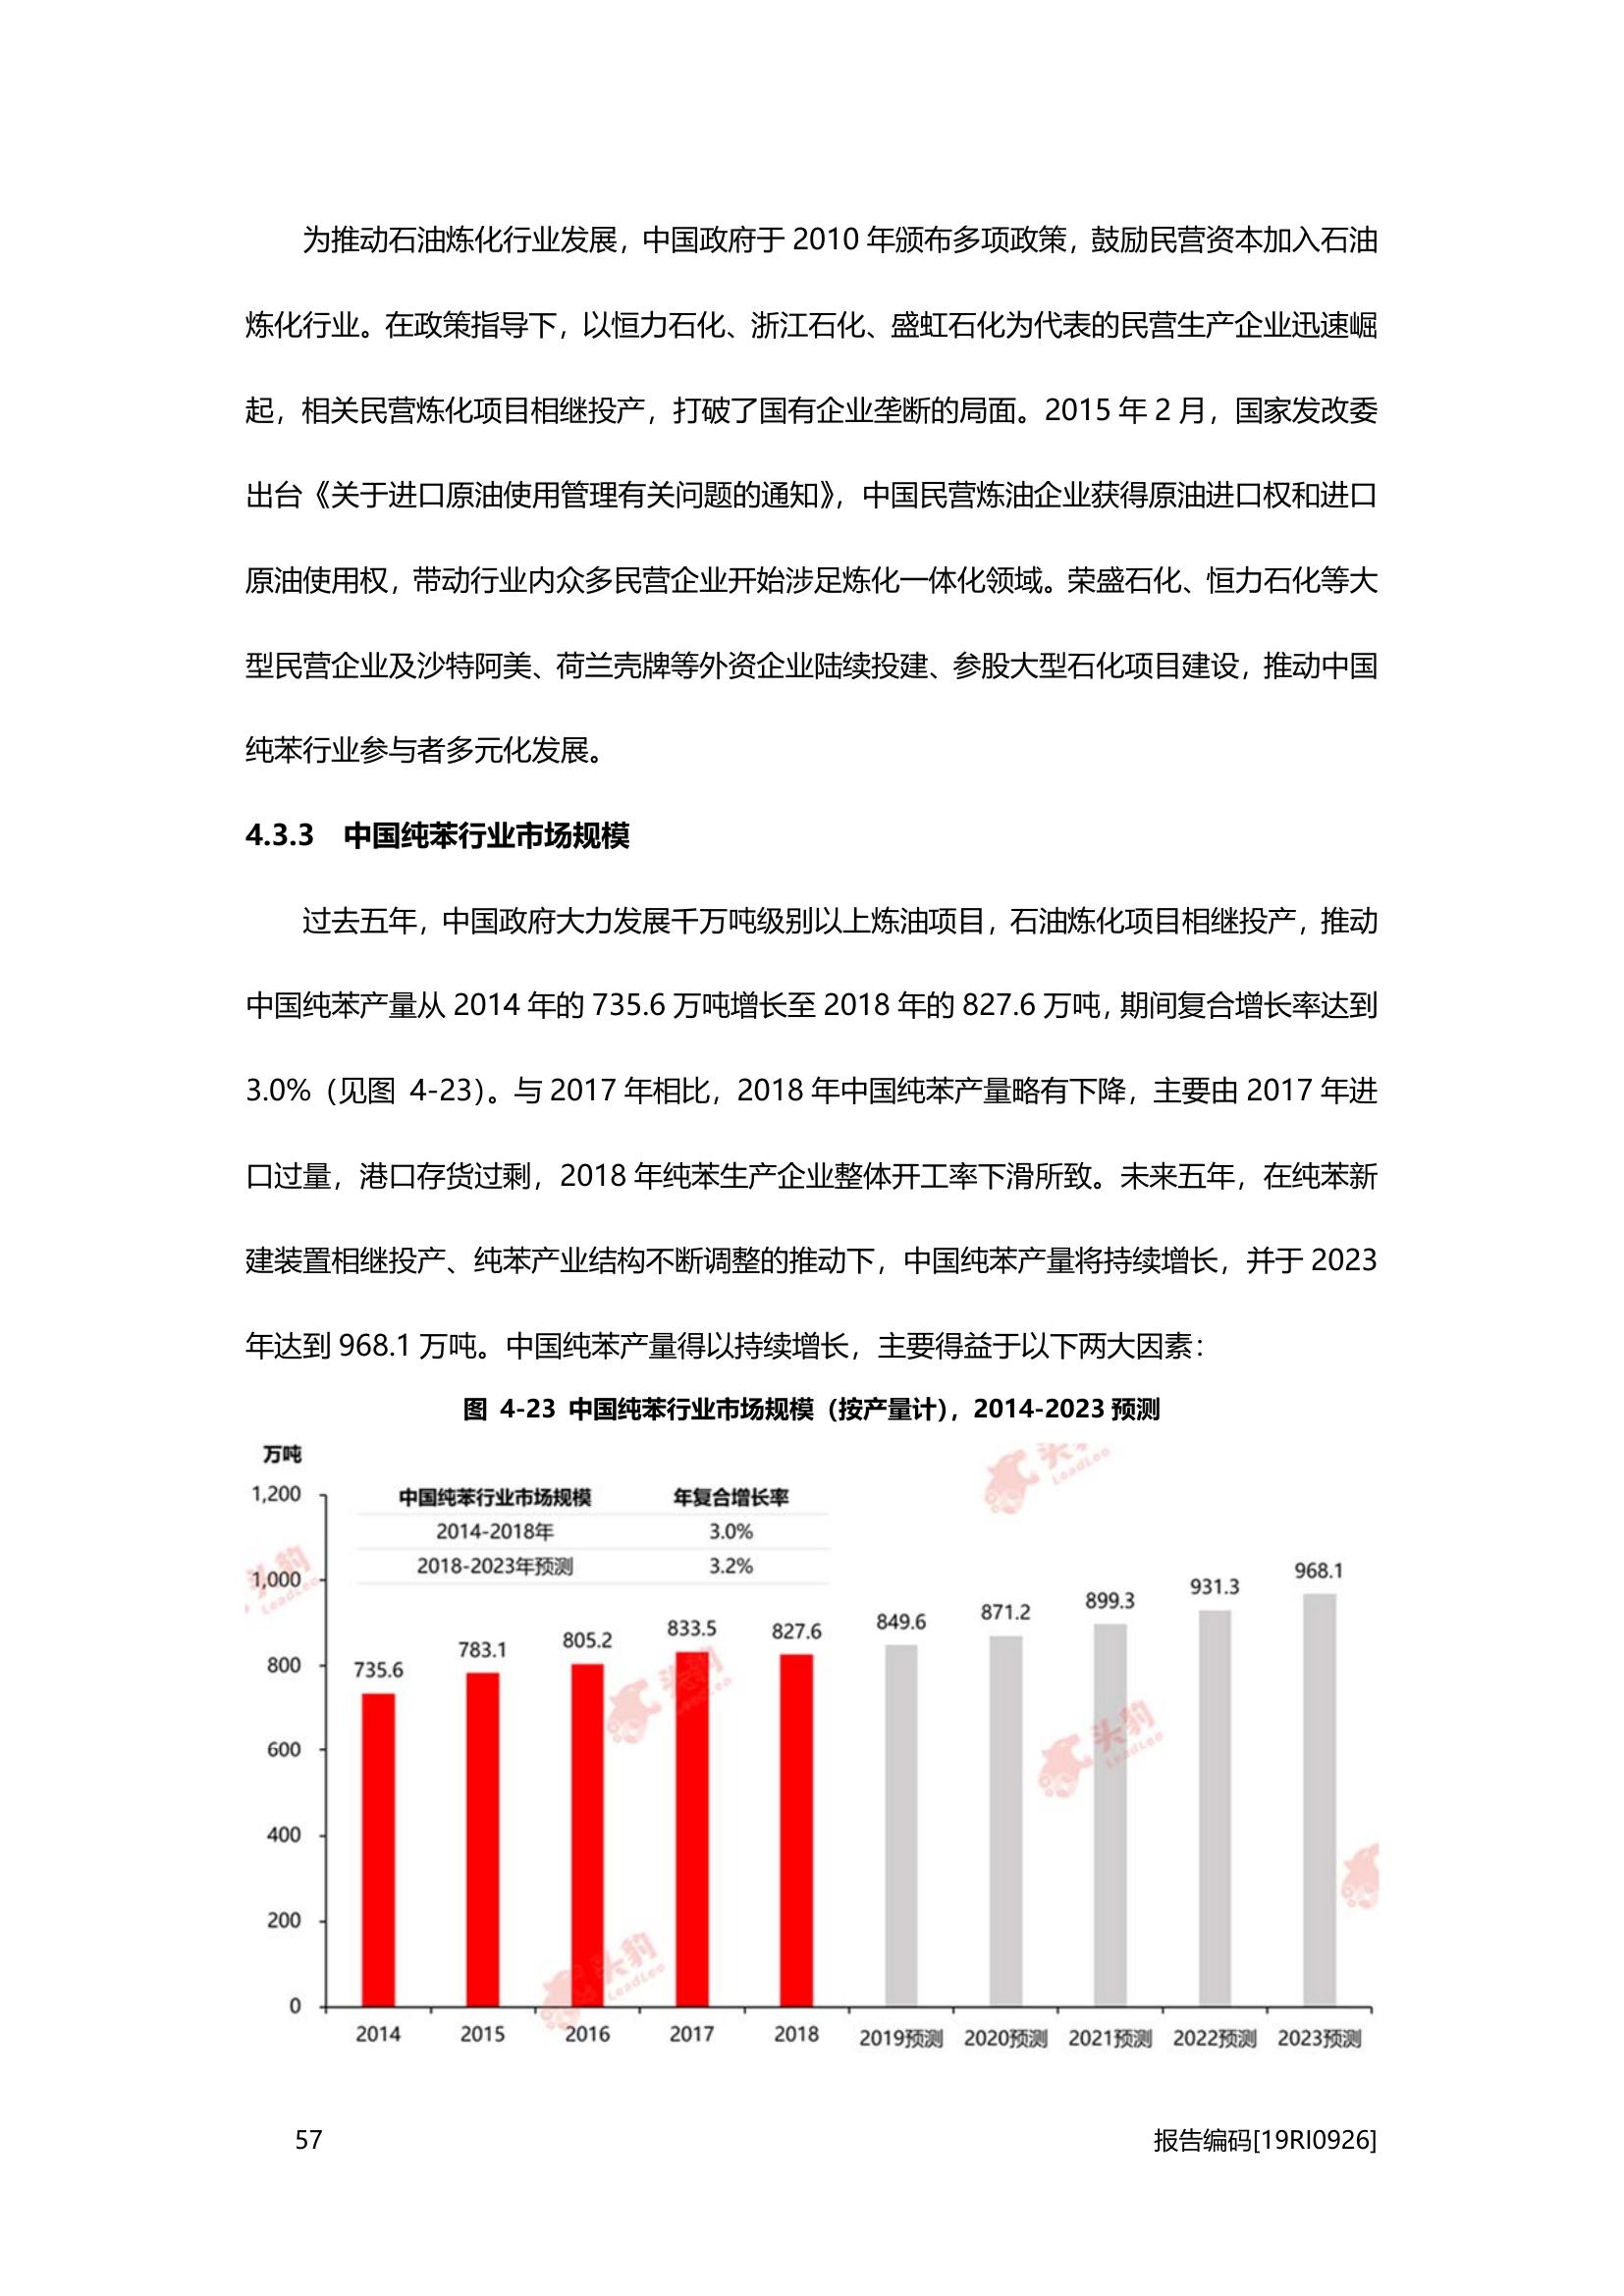 为推动石油炼化行业发展，中国政府于 2010 年颁布多项政策，鼓励民营资本加入石油
炼化行业。在政策指导下，以恒力石化、浙江石化、盛虹石化为代表的民营生产企业迅速崛
起，相关民营炼化项目相继投产，打破了国有企业垄断的局面。2015 年 2 月，国家发改委
出台《关于进口原油使用管理有关问题的通知》，中国民营炼油企业获得原油进口权和进口
原油使用权，带动行业内众多民营企业开始涉足炼化一体化领域。荣盛石化、恒力石化等大
型民营企业及沙特阿美、荷兰壳牌等外资企业陆续投建、参股大型石化项目建设，推动中国
纯苯行业参与者多元化发展。
4.3.3 中国纯苯行业市场规模
过去五年，中国政府大力发展千万吨级别以上炼油项目，石油炼化项目相继投产，推动
中国纯苯产量从 2014 年的 735.6 万吨增长至 2018 年的 827.6 万吨，期间复合增长率达到
3.0%（见图 4-23）。与 2017 年相比，2018 年中国纯苯产量略有下降，主要由 2017 年进
口过量，港口存货过剩，2018 年纯苯生产企业整体开工率下滑所致。未来五年，在纯苯新
建装置相继投产、纯苯产业结构不断调整的推动下，中国纯苯产量将持续增长，并于 2023
年达到 968.1 万吨。中国纯苯产量得以持续增长，主要得益于以下两大因素：
图 4-23 中国纯苯行业市场规模（按产量计），2014-2023 预测
万吨
1,200
1,000
800
600
400
200
0
中国纯苯行业市场规模 年复合增长率
2014-2018年 3.0%
2018-2023年预测 3.2%
735.6
783.1
805.2
833.5
827.6
849.6
871.2
899.3
931.3
968.1
2014 2015 2016 2017 2018 2019预测 2020预测 2021预测 2022预测 2023预测
头豹
LeadLeo
头豹
LeadLeo
头豹
LeadLeo
头豹
LeadLeo
头豹
LeadLeo
57 报告编码[19RI0926]